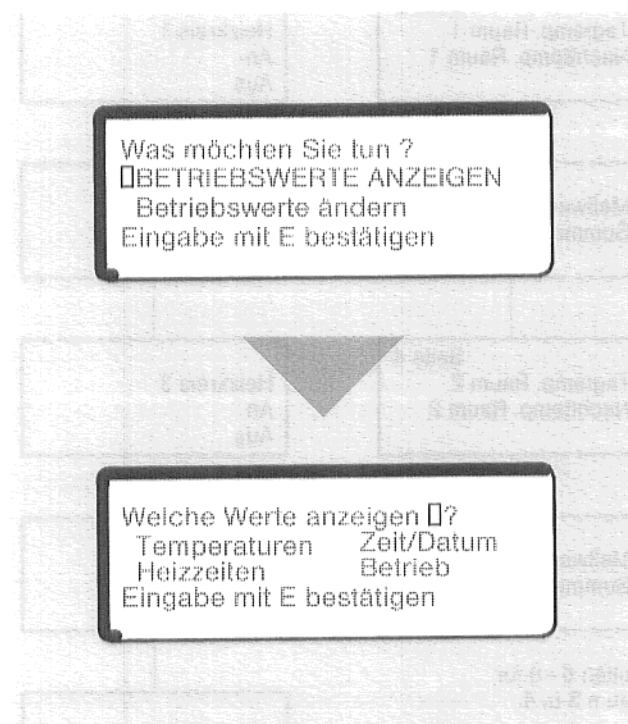 Was möchten Sie tun ?
▯BETRIEBSWERTE ANZEIGEN
Betriebswerte ändern
Eingabe mit E bestätigen
Welche Werte anzeigen ▯?
Temperaturen Zeit/Datum
Heizzeiten Betrieb
Eingabe mit E bestätigen